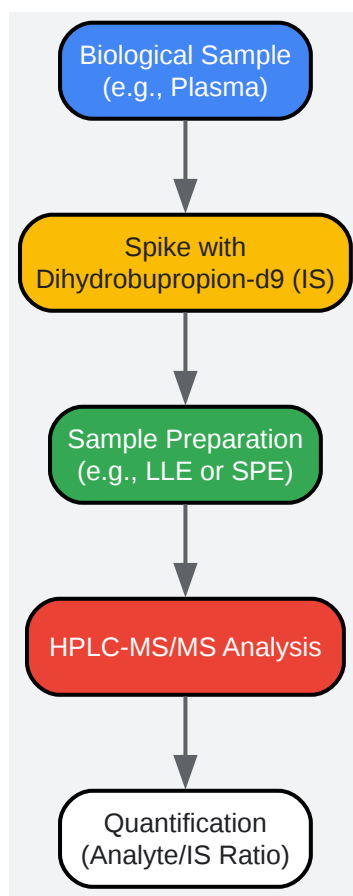 Biological Sample
(e.g., Plasma)
Spike with
Dihydrobupropion-d9 (IS)
Sample Preparation
(e.g., LLE or SPE)
HPLC-MS/MS Analysis
Quantification
(Analyte/IS Ratio)